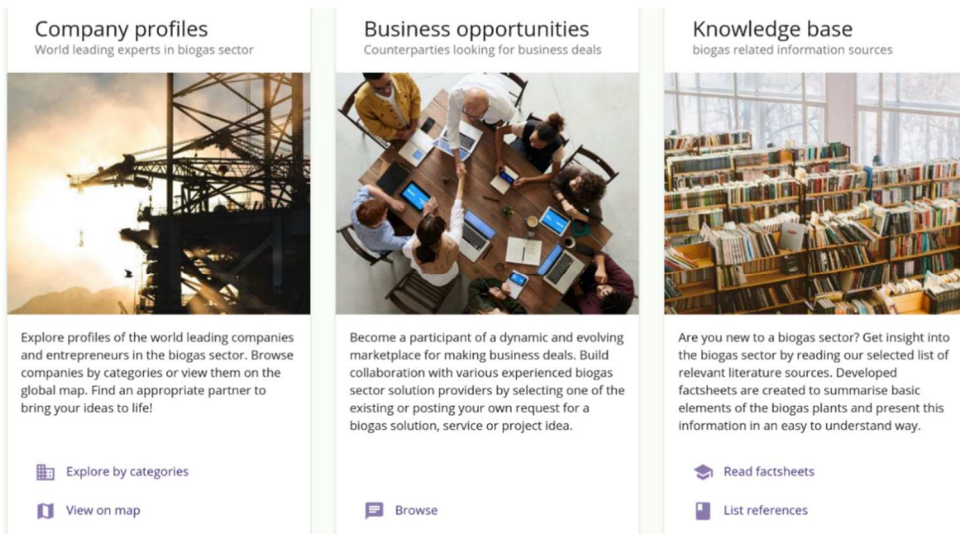 Company profiles
World leading experts in biogas sector
Explore profiles of the world leading companies
and entrepreneurs in the biogas sector. Browse
companies by categories or view them on the
global map. Find an appropriate partner to
bring your ideas to life!
Explore by categories
View on map
Business opportunities
Counterparties looking for business deals
Become a participant of a dynamic and evolving
marketplace for making business deals. Build
collaboration with various experienced biogas
sector solution providers by selecting one of the
existing or posting your own request for a
biogas solution, service or project idea.
Browse
Knowledge base
biogas related information sources
Are you new to a biogas sector? Get insight into
the biogas sector by reading our selected list of
relevant literature sources. Developed
factsheets are created to summarise basic
elements of the biogas plants and present this
information in an easy to understand way.
Read factsheets
List references